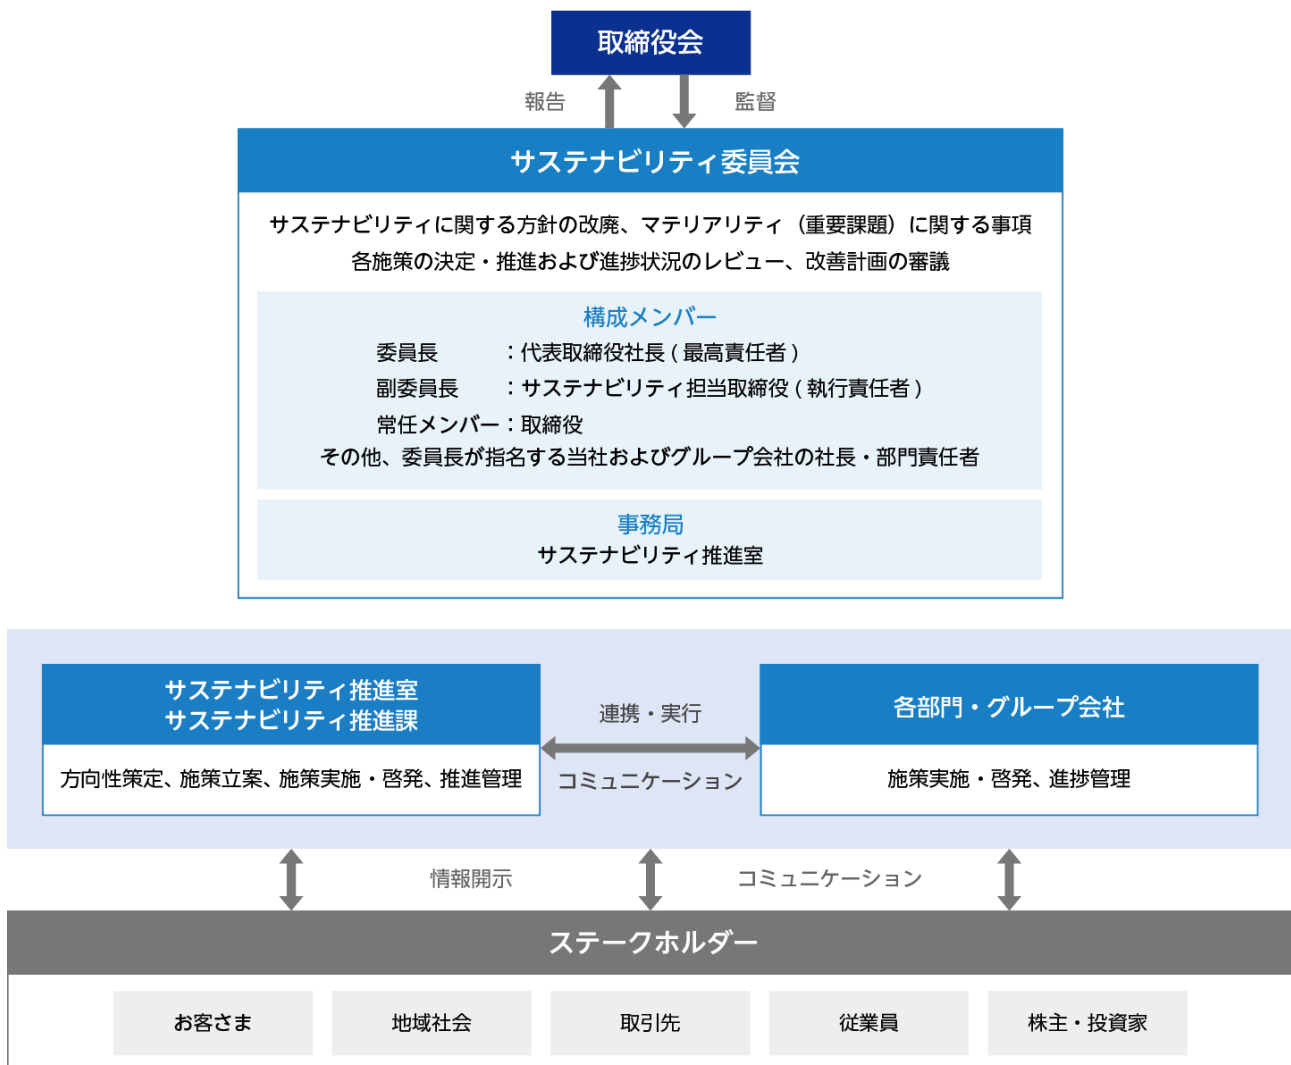 取締役会
報告
監督
サステナビリティ委員会
サステナビリティに関する方針の改廃、マテリアリティ（重要課題）に関する事項
各施策の決定・推進および進捗状況のレビュー、改善計画の審議
構成メンバー
委員長　　　：代表取締役社長 ( 最高責任者 )
副委員長　　：サステナビリティ担当取締役 ( 執行責任者 )
常任メンバー：取締役
その他、委員長が指名する当社およびグループ会社の社長・部門責任者
事務局
サステナビリティ推進室
サステナビリティ推進室
サステナビリティ推進課
方向性策定、施策立案、施策実施・啓発、推進管理
連携・実行
コミュニケーション
各部門・グループ会社
施策実施・啓発、進捗管理
情報開示
コミュニケーション
ステークホルダー
お客さま
地域社会
取引先
従業員
株主・投資家